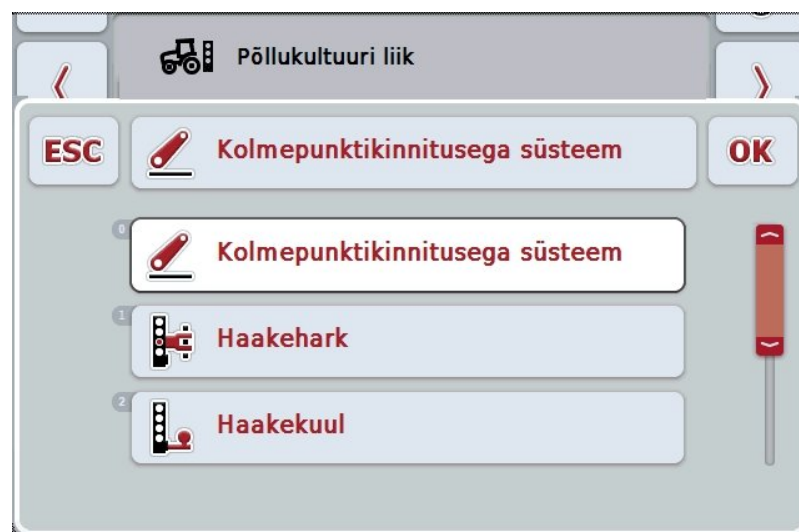 Põllukultuuri liik
ESC
Kolmepunktikinnitusega süsteem
OK
0
Kolmepunktikinnitusega süsteem
1
Haakehark
2
Haakekuul